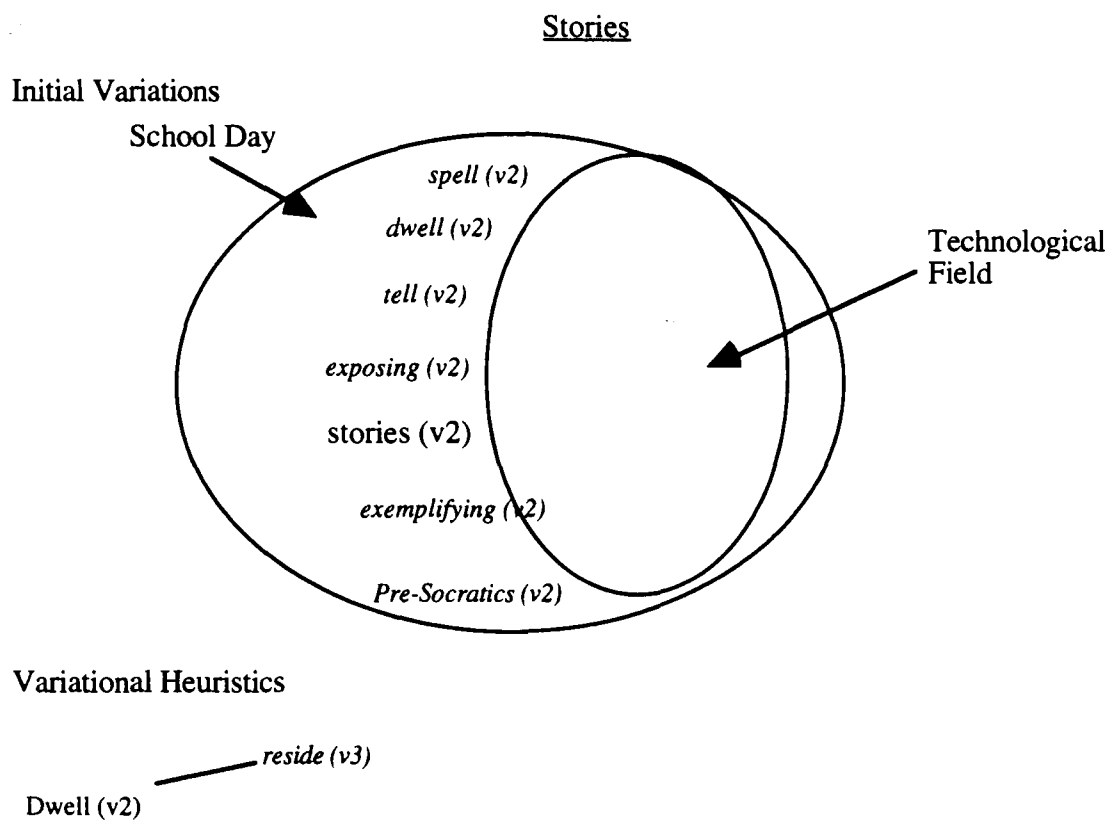 Stories
Initial Variations
School Day
spell (v2)
dwell (v2)
tell (v2)
Technological
Field
exposing (v2)
stories (v2)
exemplifying (v2)
Pre-Socratics (v2)
Variational Heuristics
reside (v3)
Dwell (v2)